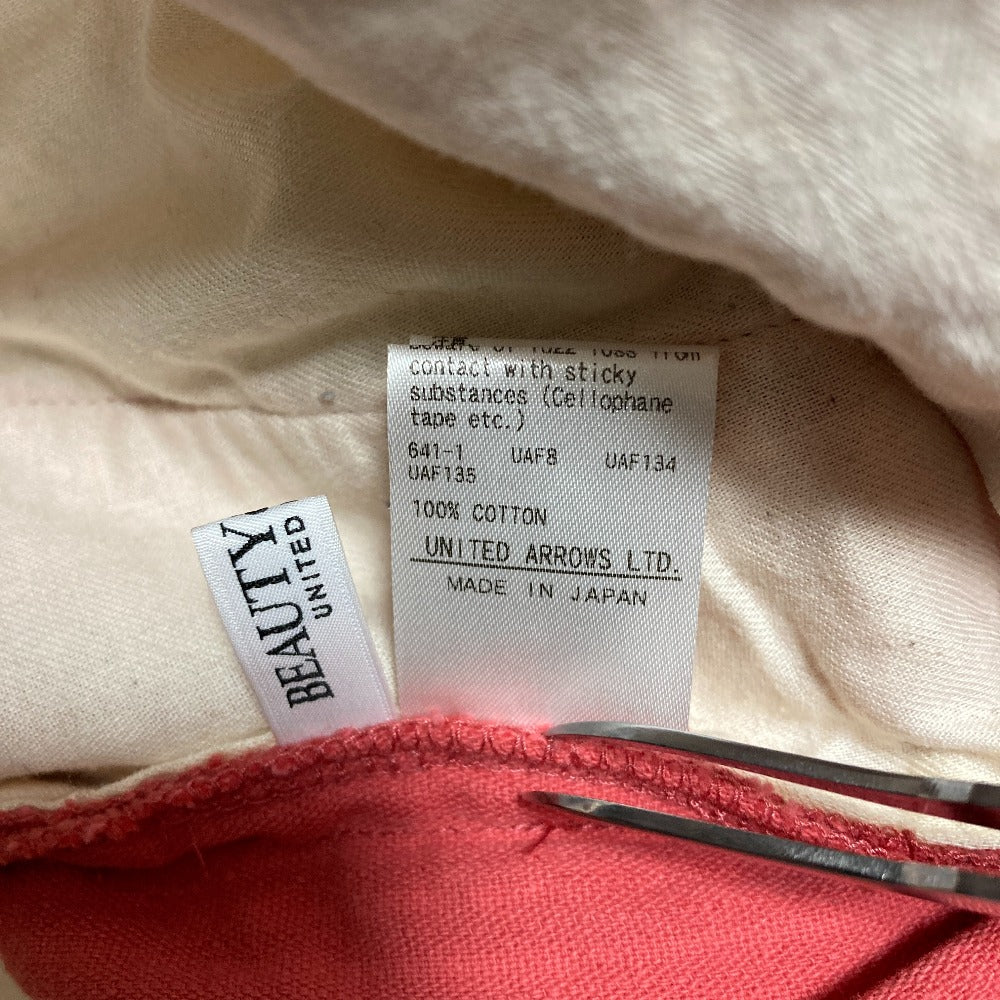 contact with sticky
substances (Cellophane
tape etc.)
641-1 UAF8 UAF134
UAF135
100% COTTON
UNITED ARROWS LTD.
MADE IN JAPAN
BEAUTY
UNITED